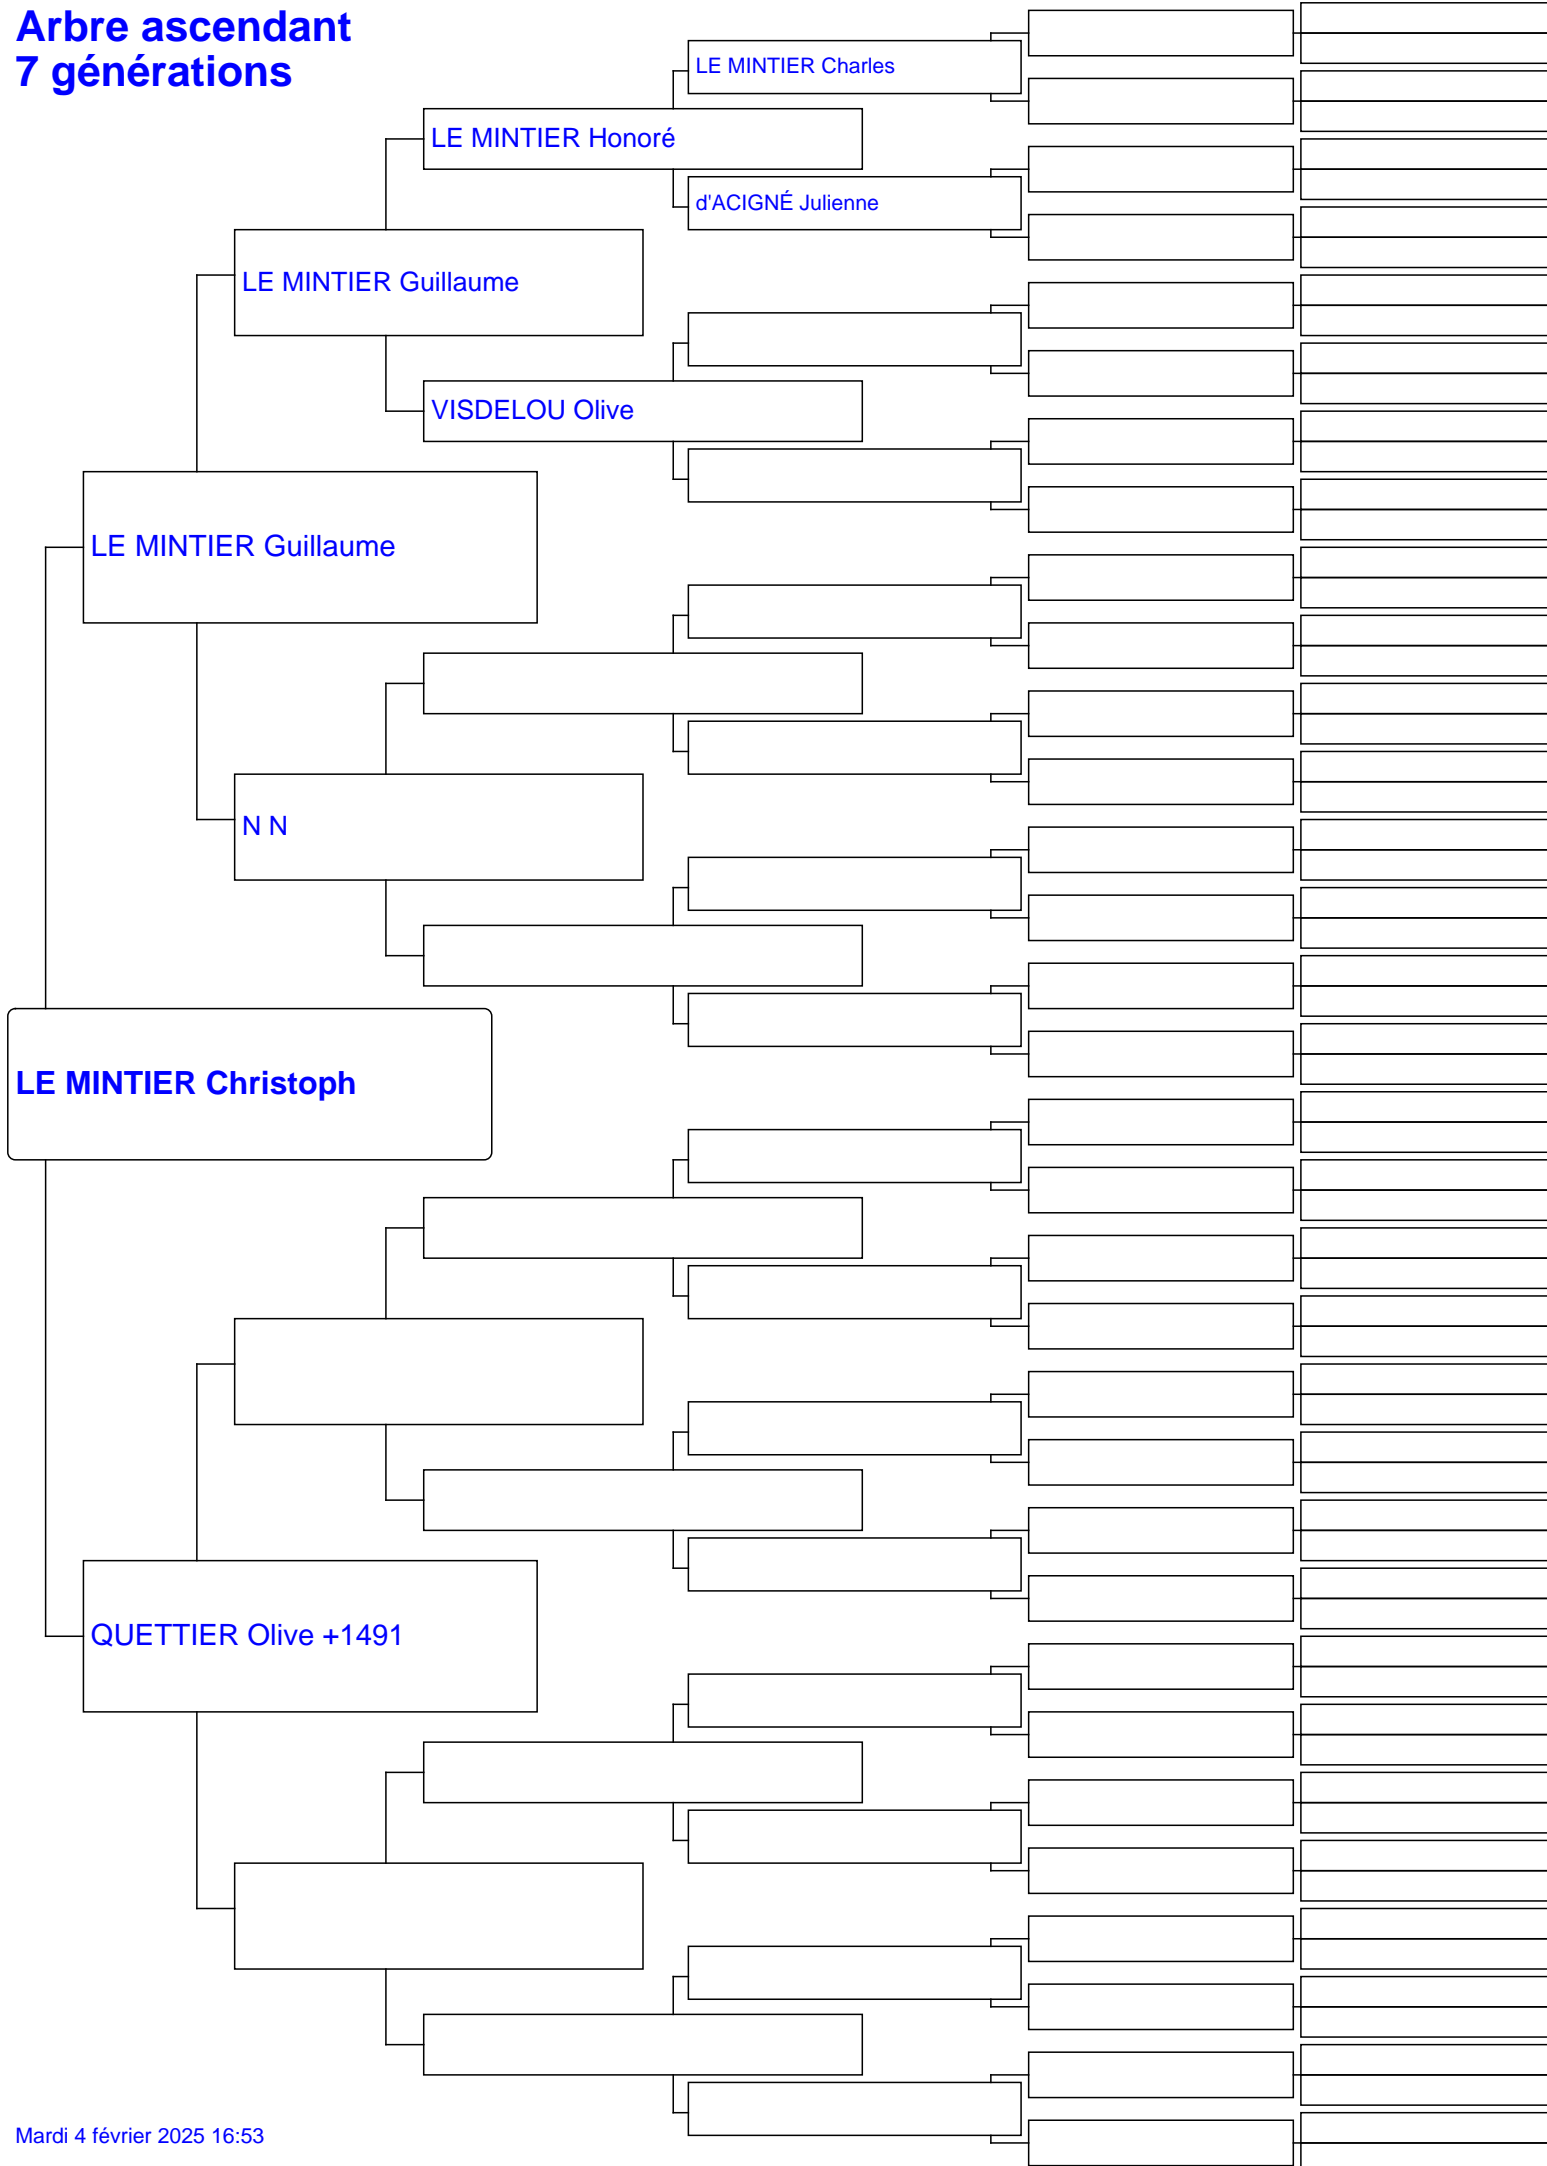 Arbre ascendant
7 générations
LE MINTIER Charles
LE MINTIER Honoré
d'ACIGNÉ Julienne
LE MINTIER Guillaume
VISDELOU Olive
LE MINTIER Guillaume
N N
LE MINTIER Christoph
QUETTIER Olive +1491
Mardi 4 février 2025 16:53